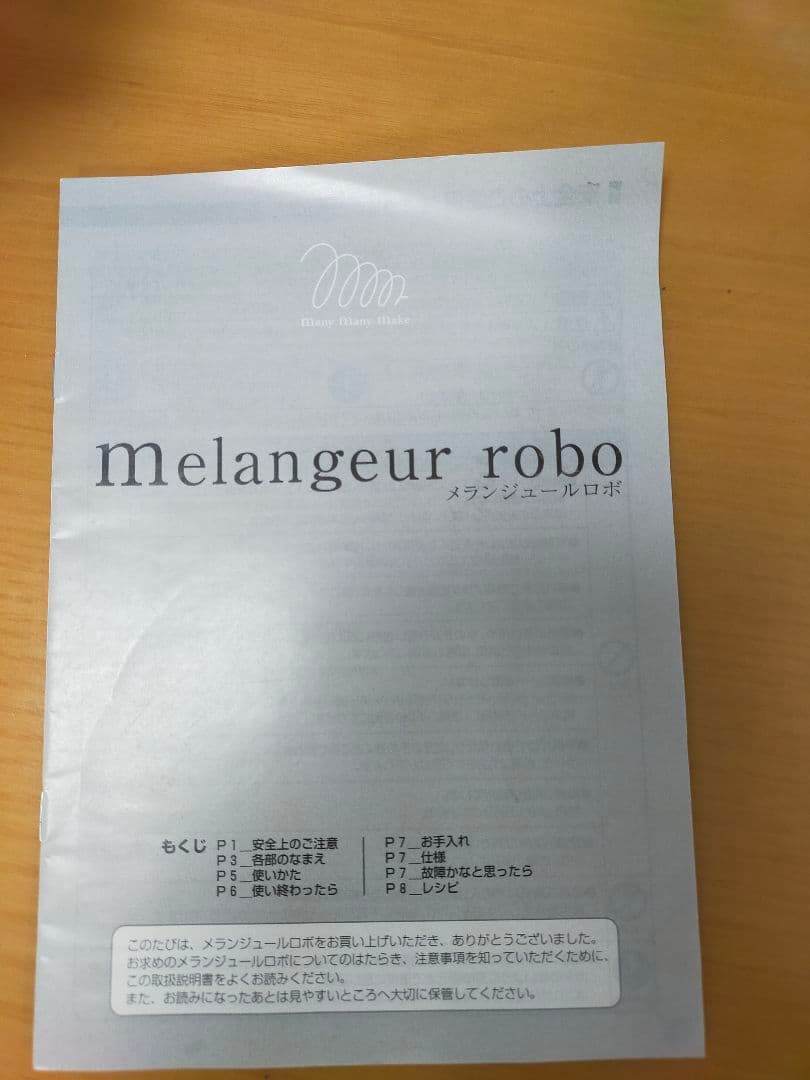 many many make
melangeur robo
メランジュールロボ
もくじ
P1__安全上のご注意
P3__各部のなまえ
P5__使いかた
P6__使い終わったら
P7__お手入れ
P7__仕様
P7__故障かなと思ったら
P8__レシピ
このたびは、メランジュールロボをお買い上げいただき、ありがとうございました。
お求めのメランジュールロボについてのはたらき、注意事項を知っていただくために、
この取扱説明書をよくお読みください。
また、お読みになったあとは見やすいところへ大切に保管してください。